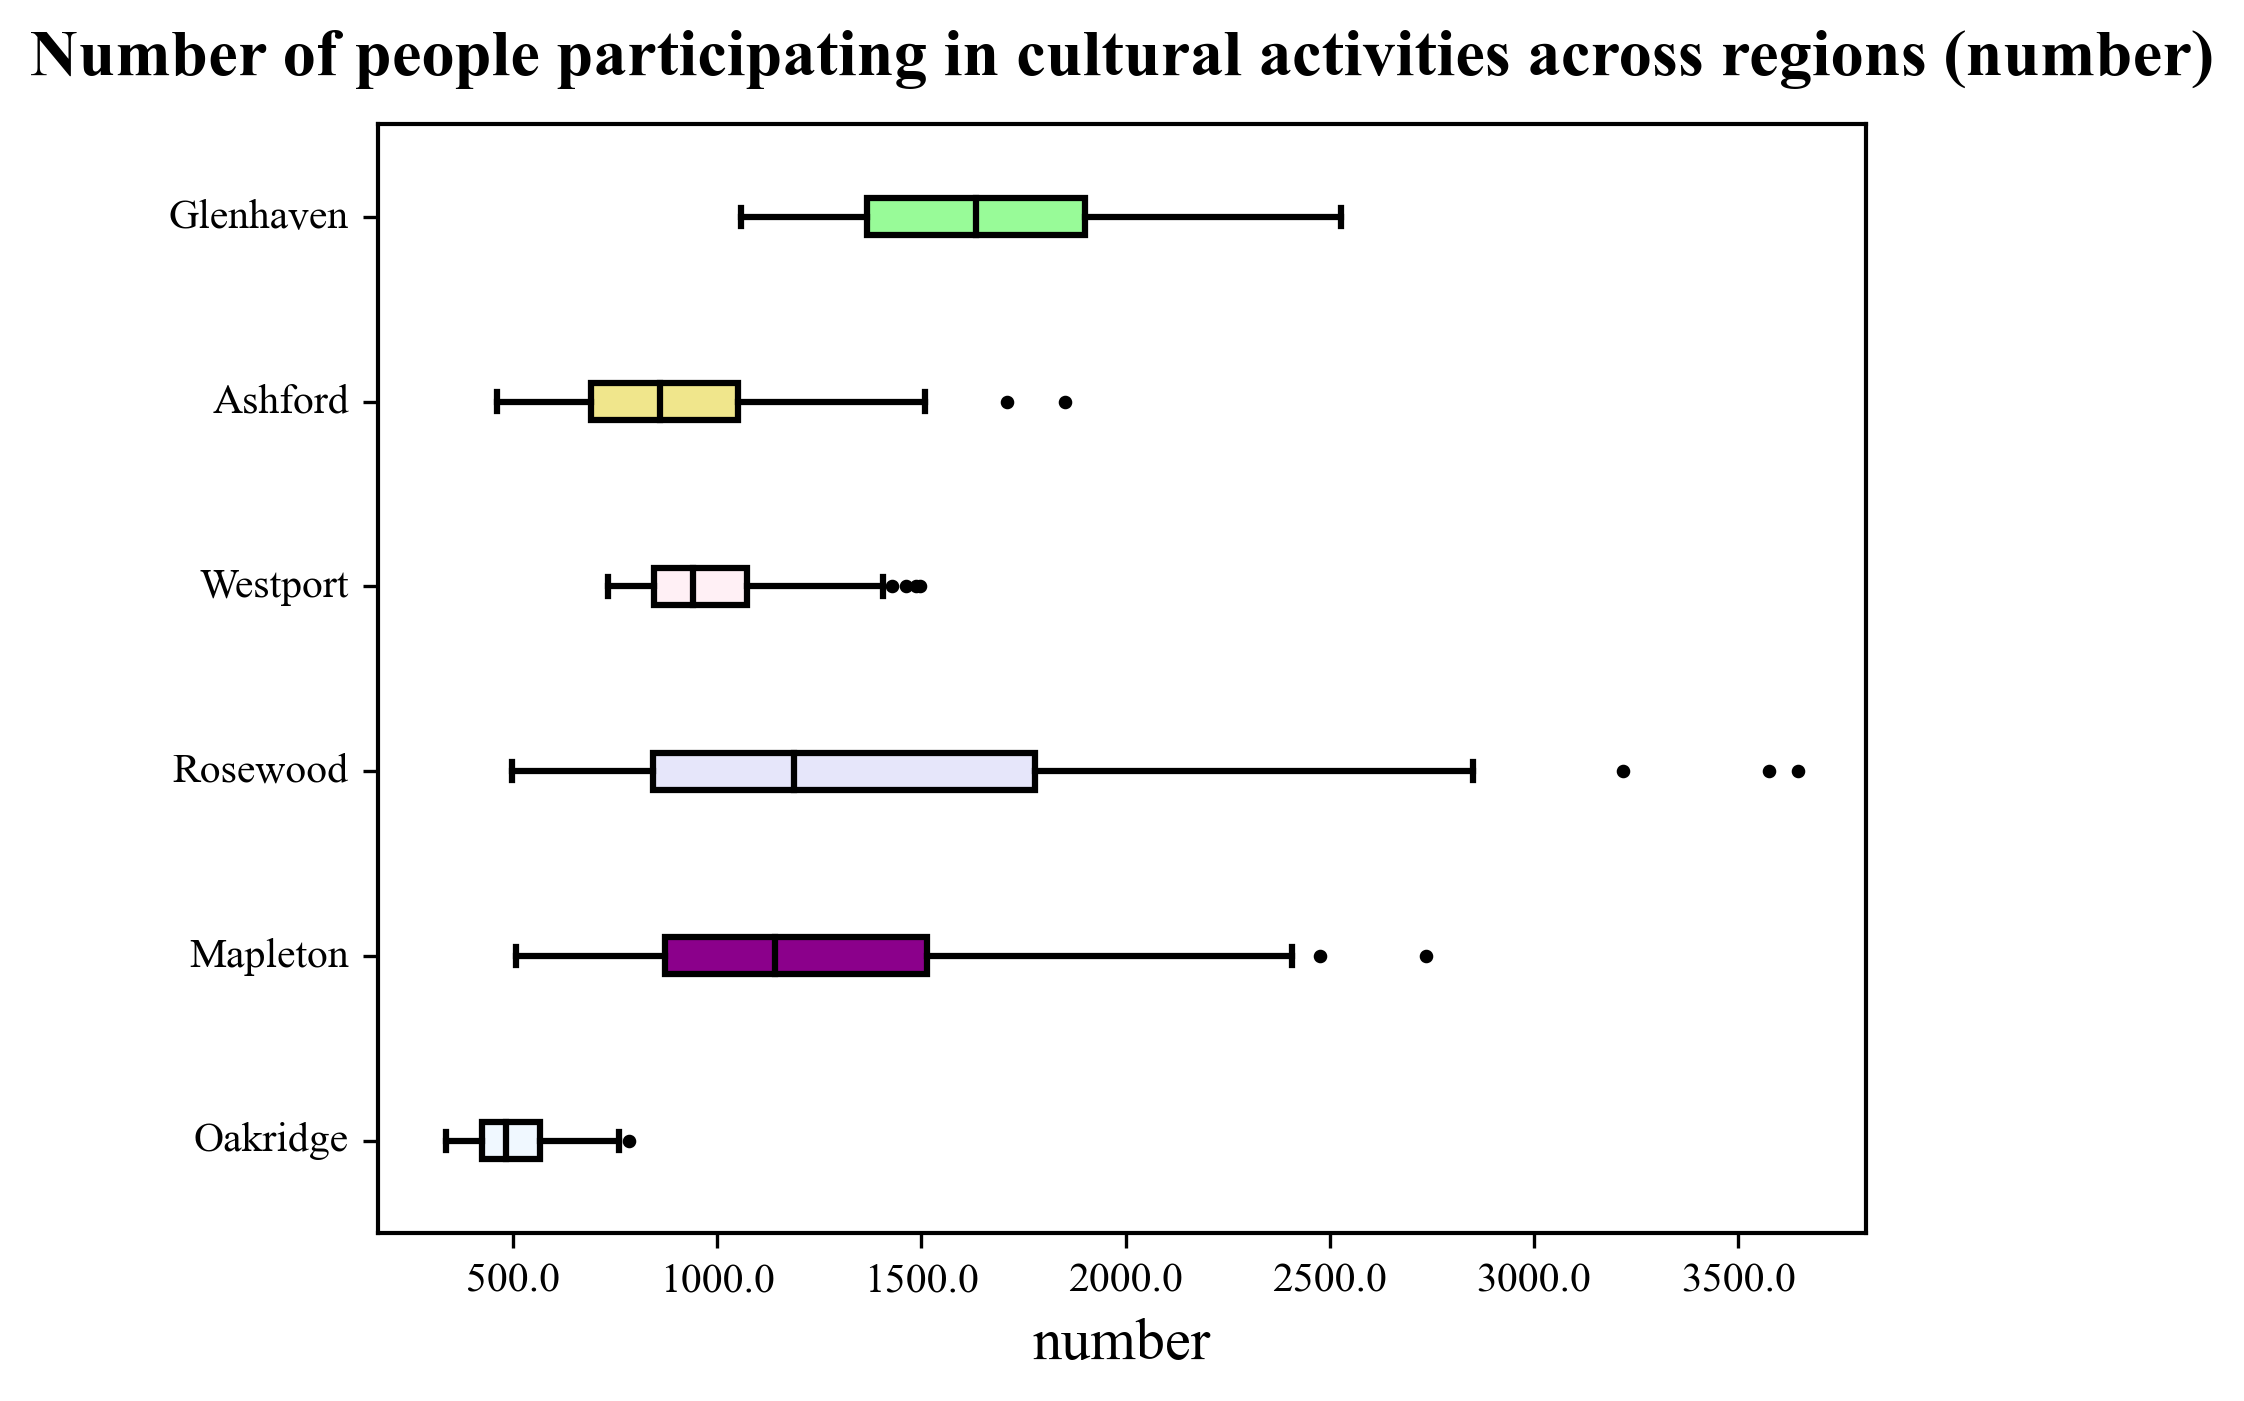 Number of people participating in cultural activities across regions (number)
Glenhaven
Ashford
Westport
Rosewood
Mapleton
Oakridge
500.0 1000.0 1500.0 2000.0 2500.0 3000.0 3500.0
number